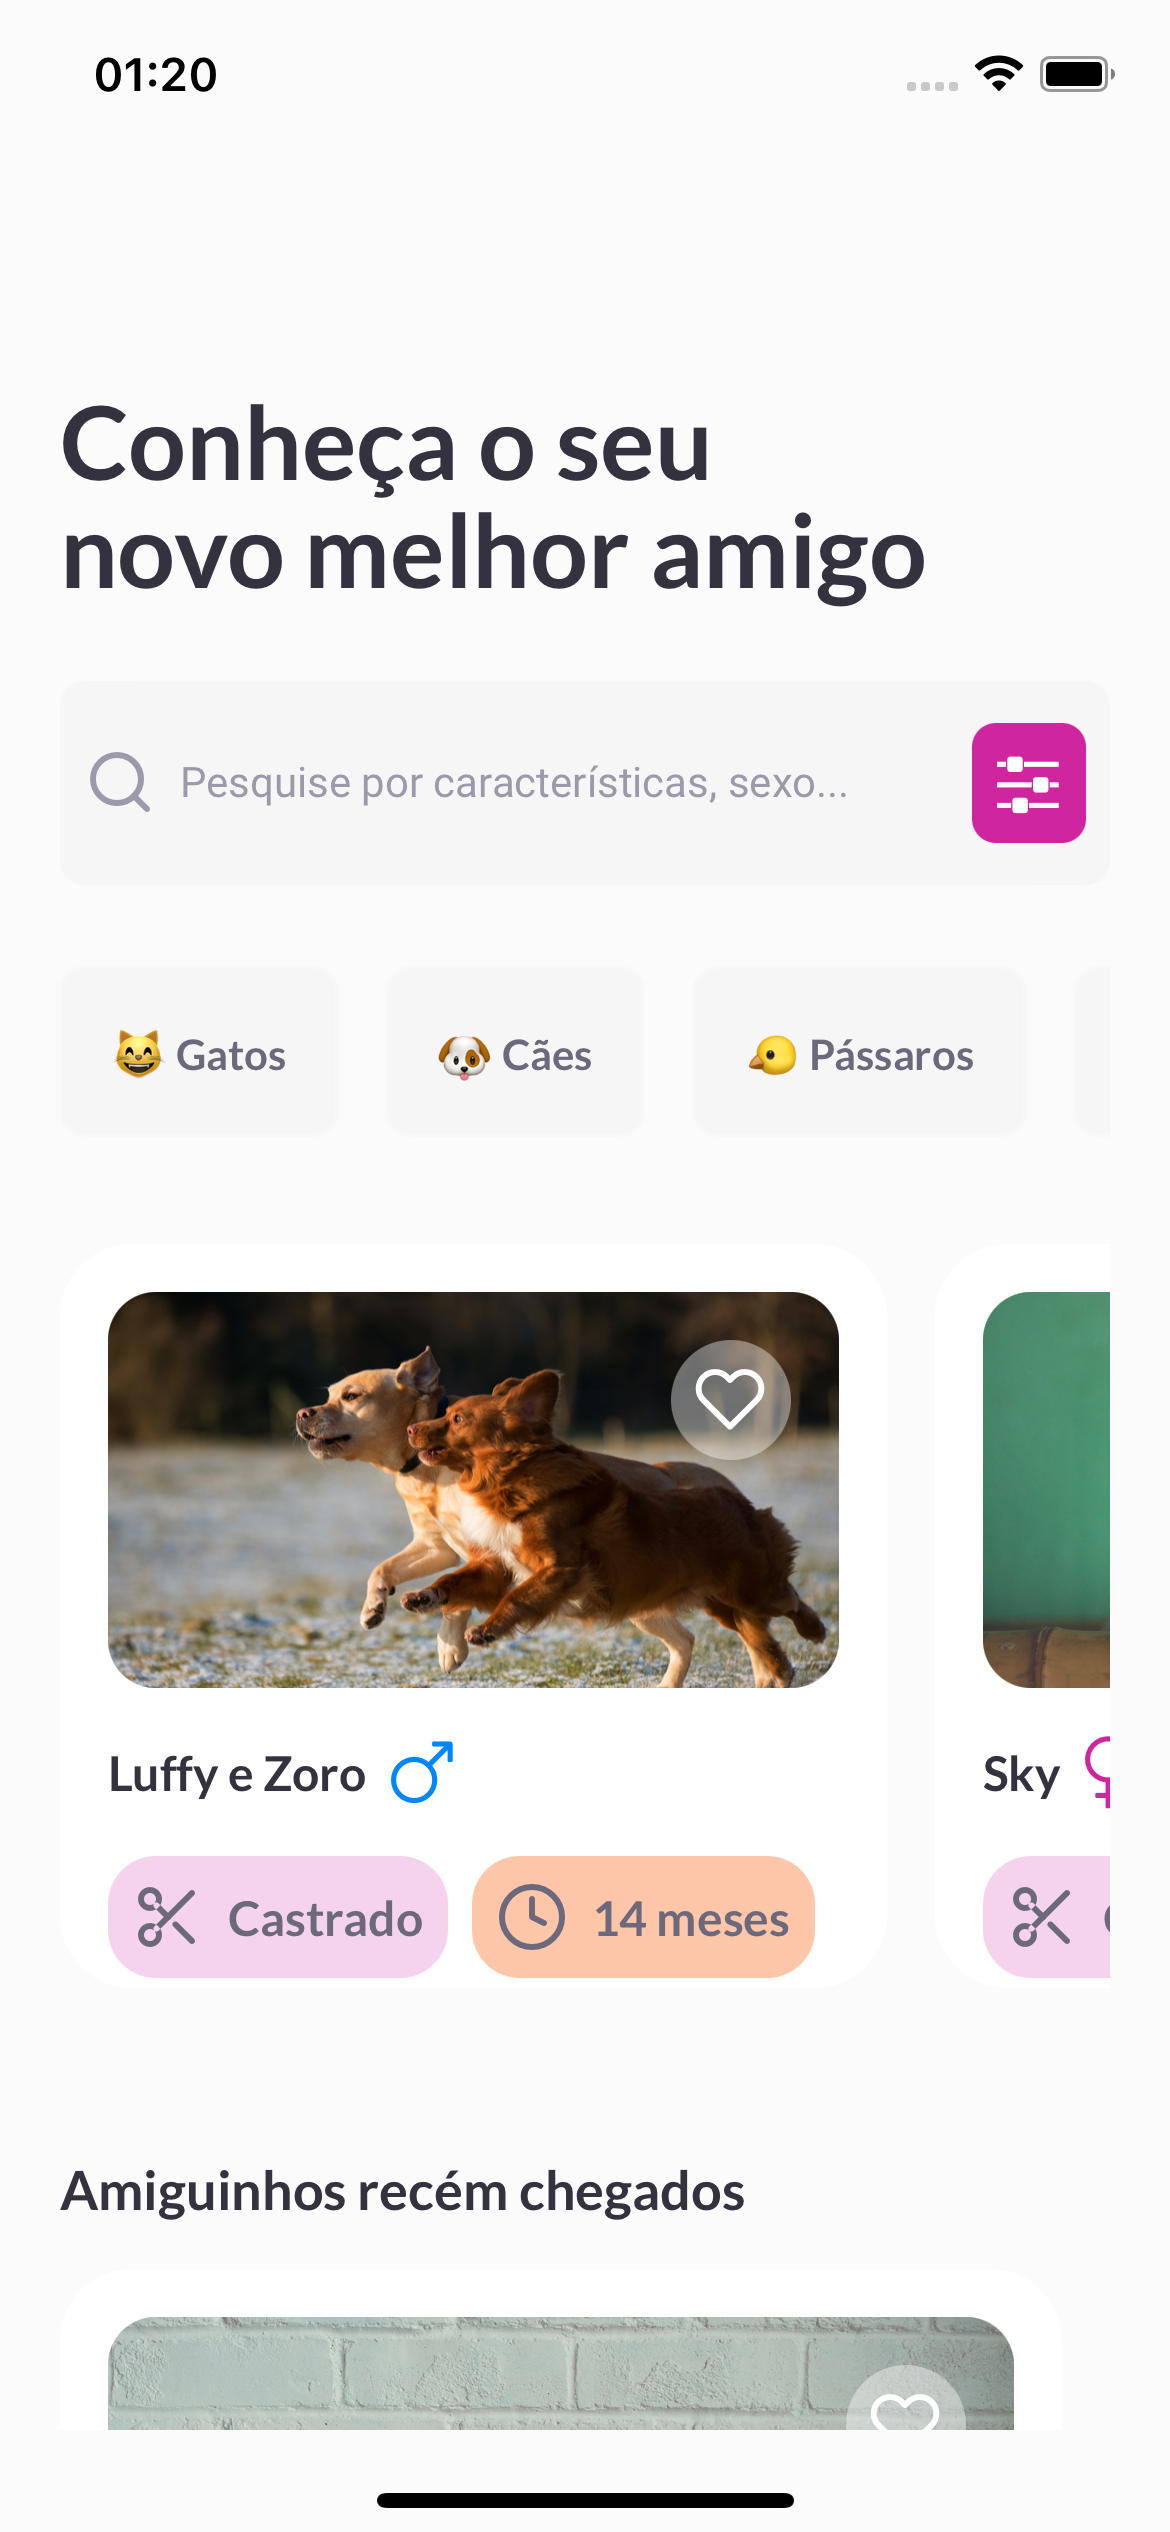 01:20
Conheça o seu
novo melhor amigo
Pesquise por características, sexo...
😸 Gatos
🐶 Cães
🐤 Pássaros
Luffy e Zoro
Sky
Castrado
14 meses
Amiguinhos recém chegados